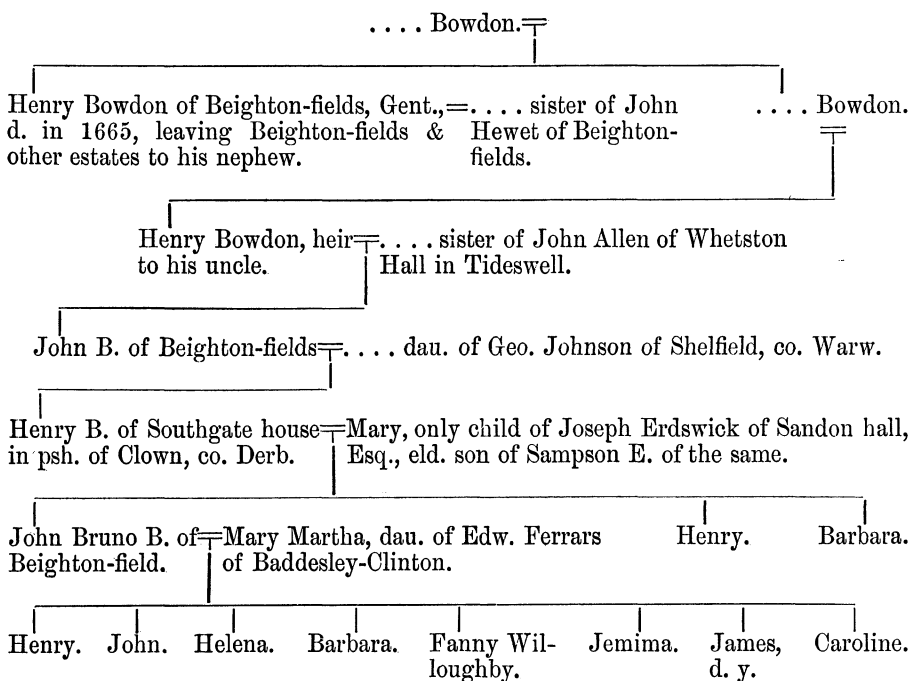 . . . . Bowdon.
Henry Bowdon of Beighton-fields, Gent.,=. . . . sister of John
d. in 1665, leaving Beighton-fields & Hewet of Beighton-
other estates to his nephew. fields.
. . . . Bowdon.
Henry Bowdon, heir=. . . . sister of John Allen of Whetston
to his uncle. Hall in Tideswell.
John B. of Beighton-fields=. . . . dau. of Geo. Johnson of Shelfield, co. Warw.
Henry B. of Southgate house=Mary, only child of Joseph Erdswick of Sandon hall,
in psh. of Clown, co. Derb. Esq., eld. son of Sampson E. of the same.
John Bruno B. of=Mary Martha, dau. of Edw. Ferrars
Beighton-field. of Baddesley-Clinton.
Henry. Barbara.
Henry. John. Helena. Barbara. Fanny Wil- Jemima. James, Caroline.
loughby. d. y.